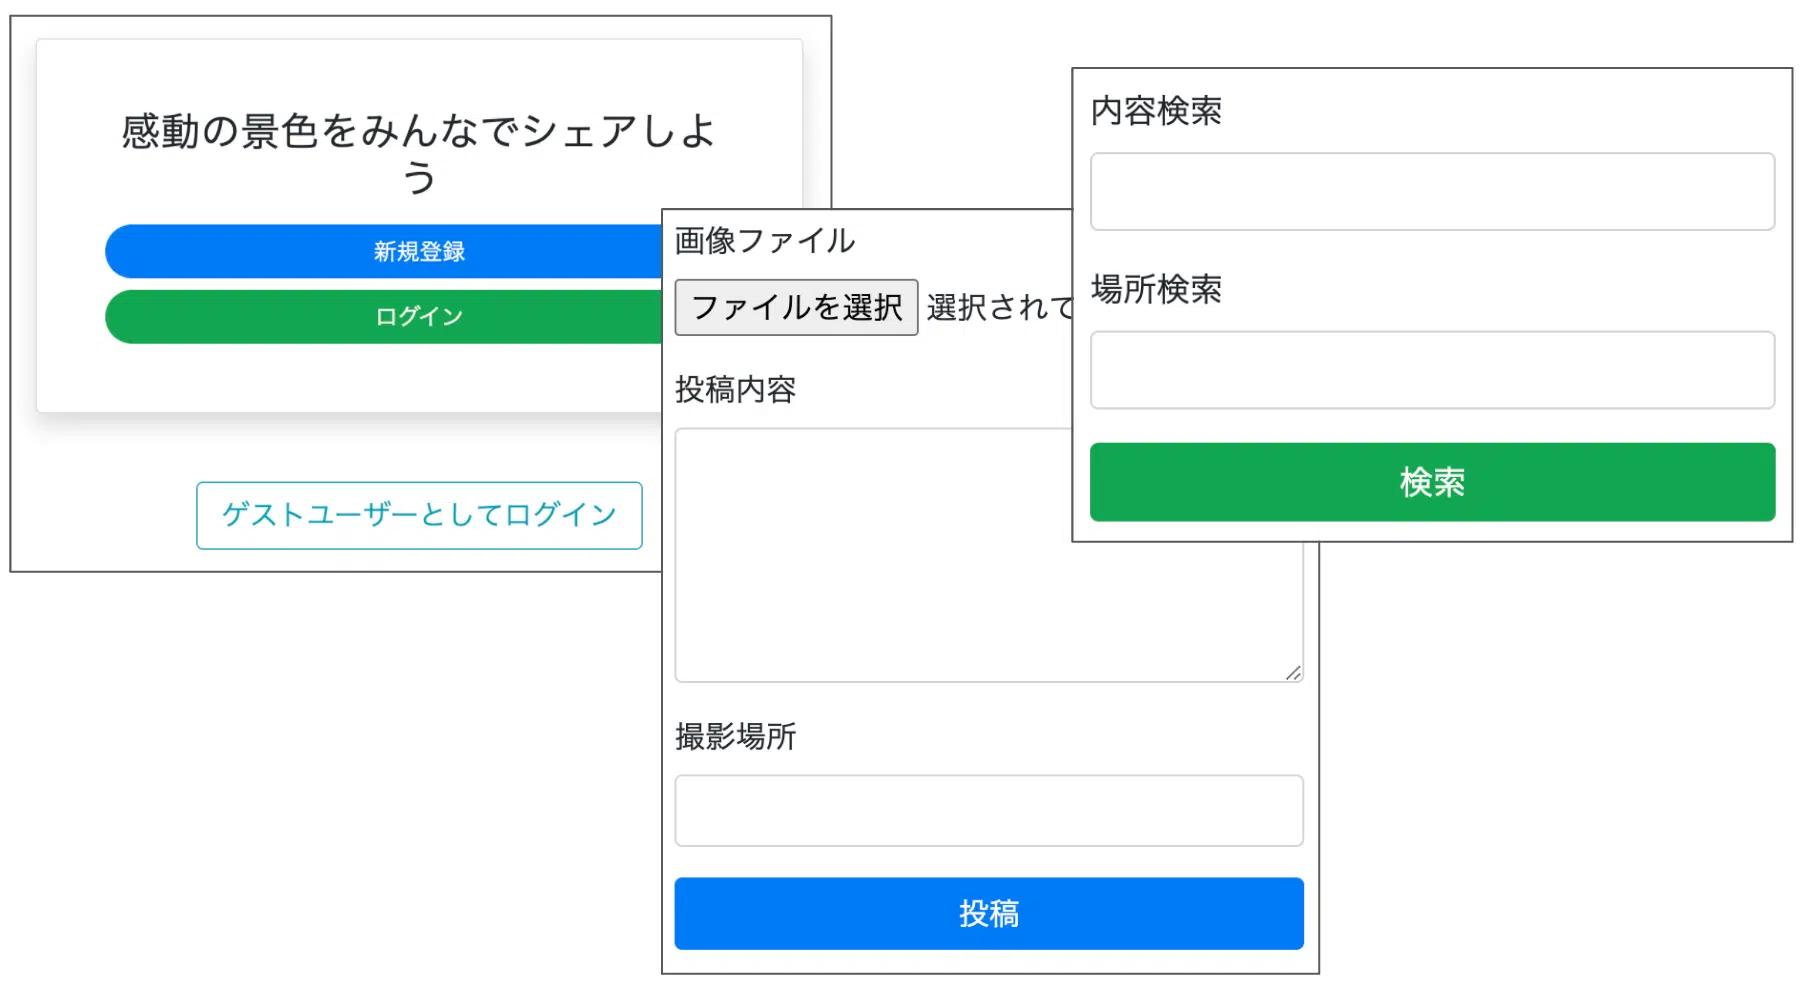 感動の景色をみんなでシェアしよ
う
新規登録
ログイン
ゲストユーザーとしてログイン
画像ファイル
ファイルを選択 選択されて
投稿内容
撮影場所
投稿
内容検索
場所検索
検索